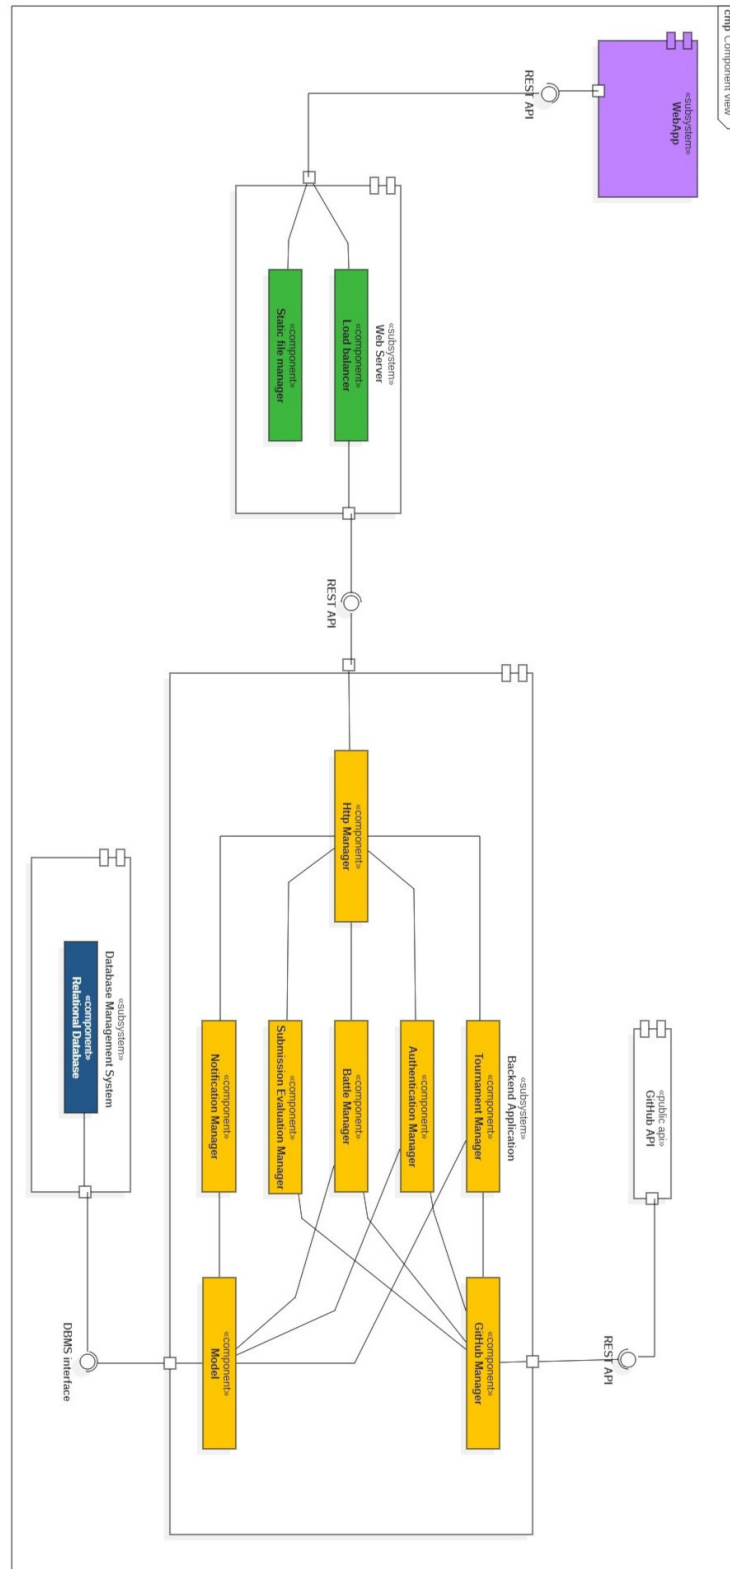 cmp Component view
«subsystem»
WebApp
REST API
«subsystem»
Web Server
«component»
Load balancer
«component»
Static file manager
REST API
«subsystem»
Backend Application
«component»
Http Manager
«component»
Tournament Manager
«component»
Authentication Manager
«component»
Battle Manager
«component»
Submission Evaluation Manager
«component»
Notification Manager
«component»
GitHub Manager
«component»
Model
«public api»
GitHub API
REST API
«subsystem»
Database Management System
«component»
Relational Database
DBMS interface